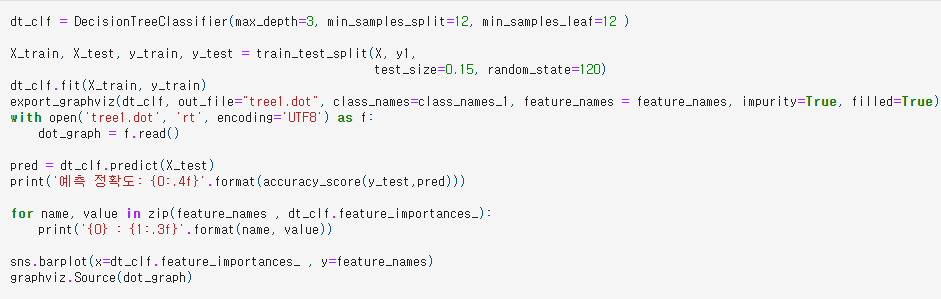 dt_clf = DecisionTreeClassifier(max_depth=3, min_samples_split=12, min_samples_leaf=12 )
X_train, X_test, y_train, y_test = train_test_split(X, y1,
test_size=0.15, random_state=120)
dt_clf.fit(X_train, y_train)
export_graphviz(dt_clf, out_file="tree1.dot", class_names=class_names_1, feature_names = feature_names, impurity=True, filled=True)
with open('tree1.dot', 'rt', encoding='UTF8') as f:
dot_graph = f.read()
pred = dt_clf.predict(X_test)
print('예측 정확도: {0:.4f}'.format(accuracy_score(y_test,pred)))
for name, value in zip(feature_names , dt_clf.feature_importances_):
print('{0} : {1:.3f}'.format(name, value))
sns.barplot(x=dt_clf.feature_importances_ , y=feature_names)
graphviz.Source(dot_graph)